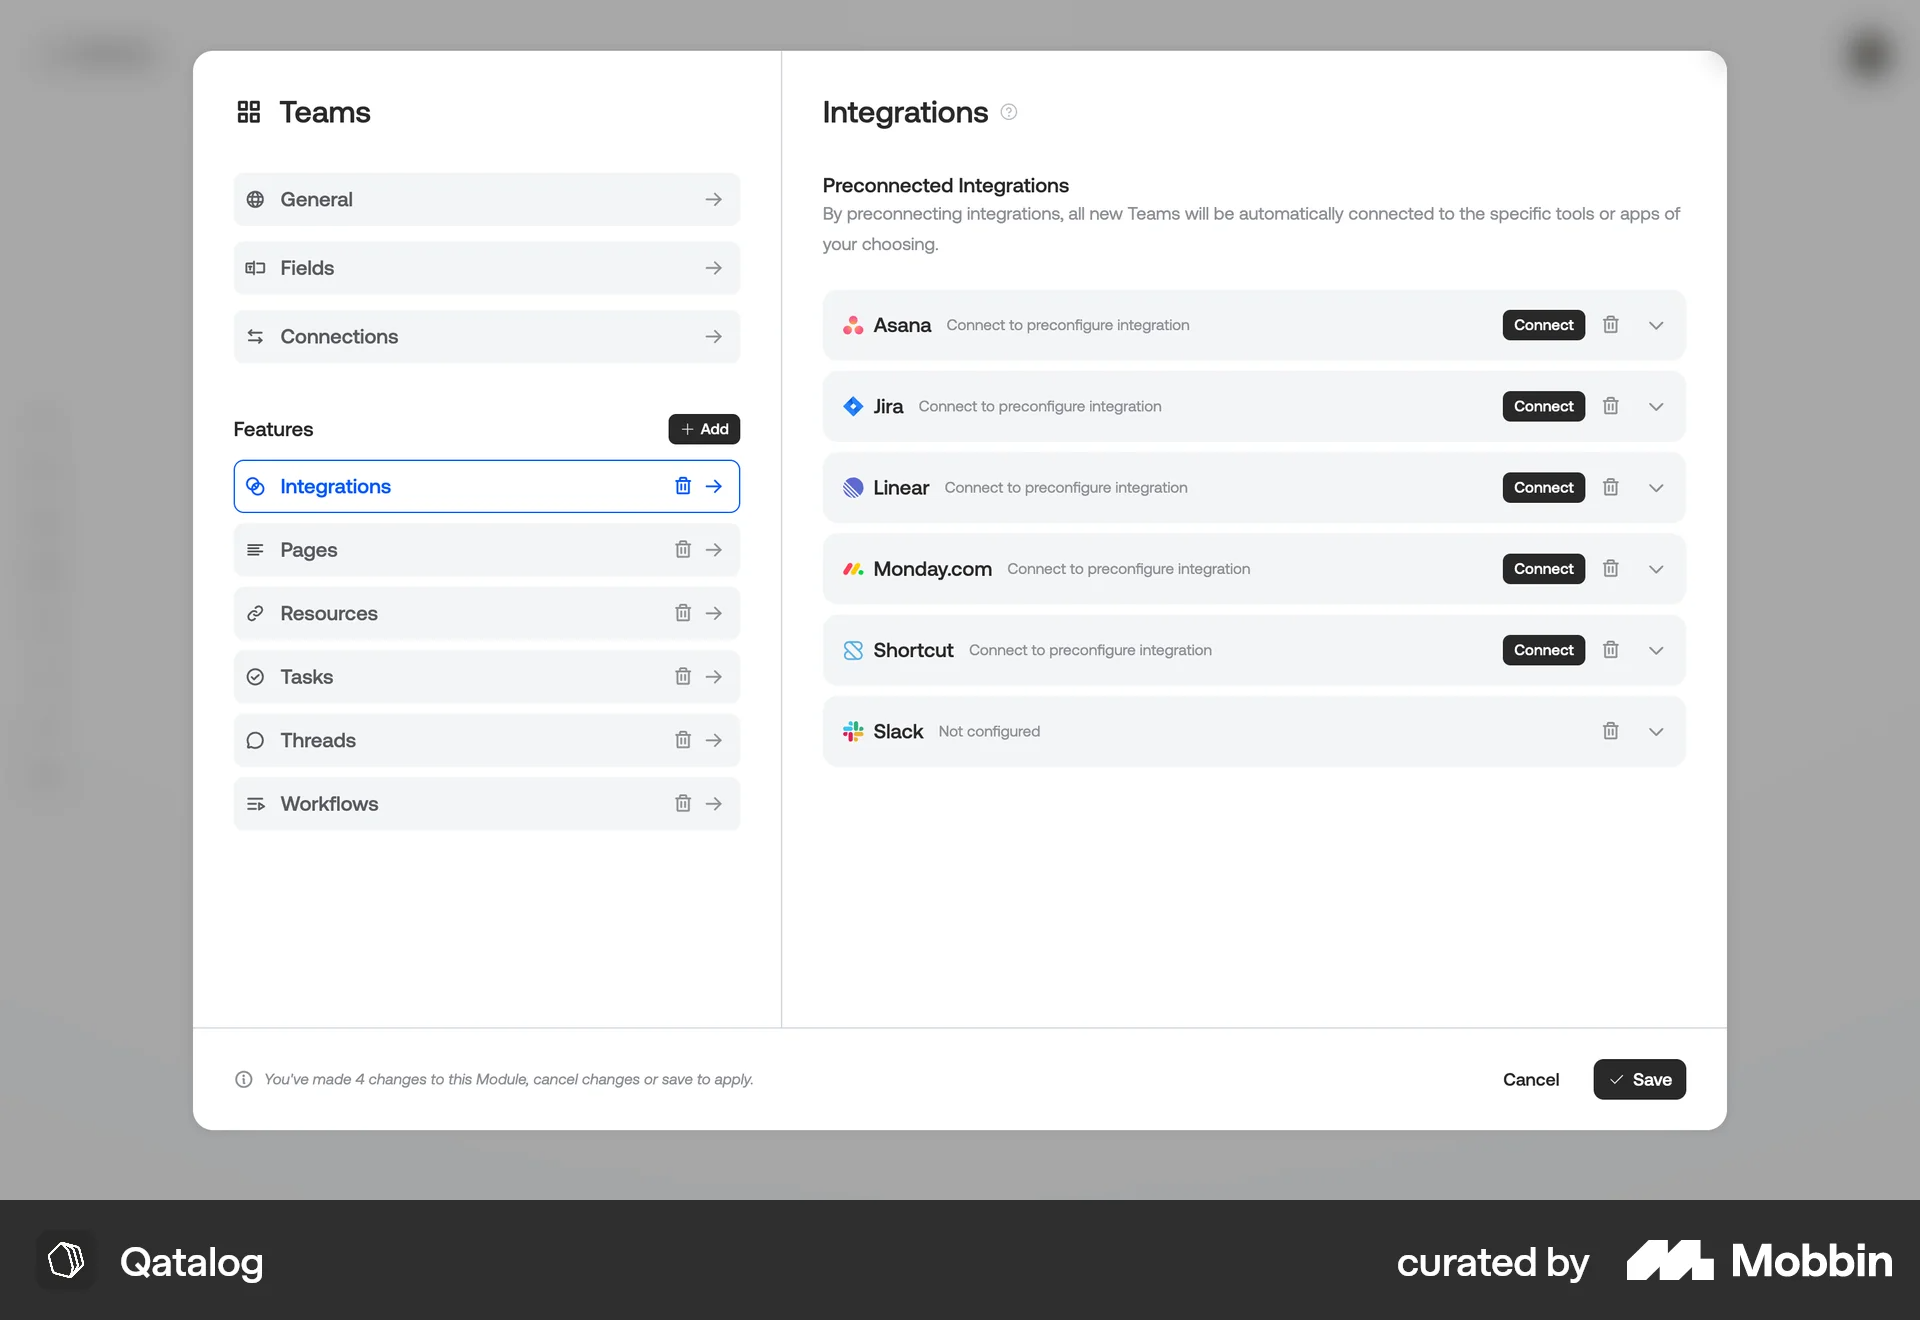 Teams
General
Fields
Connections
Features
Add
Integrations
Pages
Resources
Tasks
Threads
Workflows
Integrations
Preconnected Integrations
By preconnecting integrations, all new Teams will be automatically connected to the specific tools or apps of
your choosing.
Asana Connect to preconfigure integration Connect
Jira Connect to preconfigure integration Connect
Linear Connect to preconfigure integration Connect
Monday.com Connect to preconfigure integration Connect
Shortcut Connect to preconfigure integration Connect
Slack Not configured
You've made 4 changes to this Module, cancel changes or save to apply.
Cancel
Save
Qatalog
curated by Mobbin